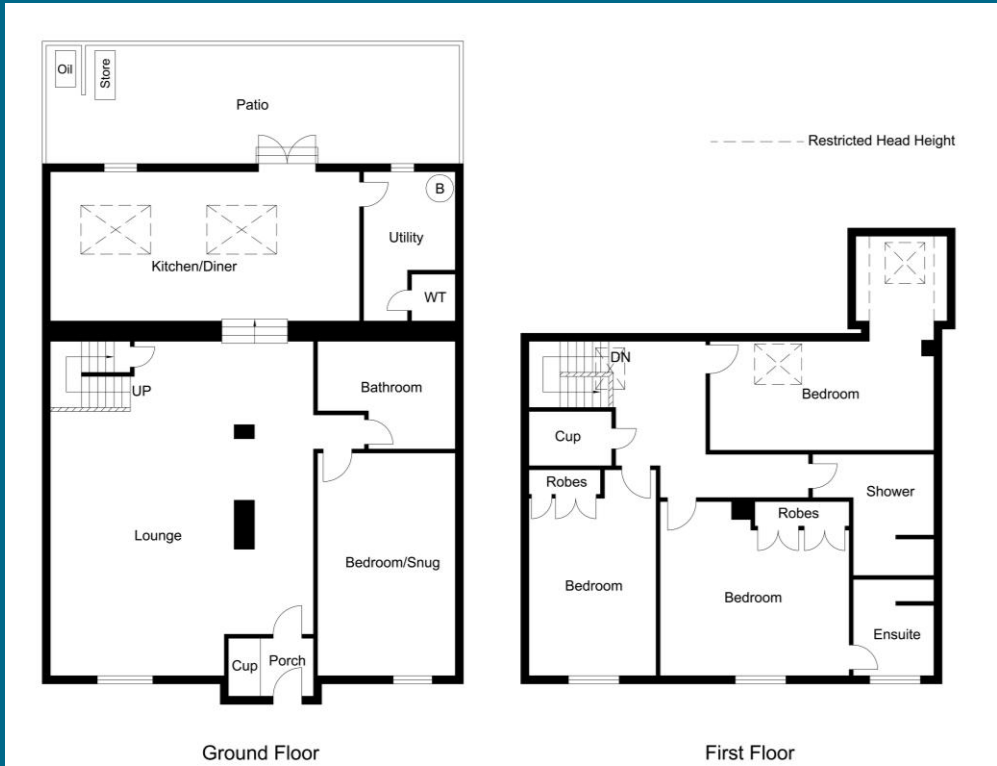 Oil
Store
Patio
Restricted Head Height
B
Utility
Kitchen/Diner
WT
UP
Bathroom
Lounge
Bedroom/Snug
Cup
Porch
DN
Bedroom
Cup
Robes
Shower
Robes
Bedroom
Bedroom
Ensuite
Ground Floor
First Floor